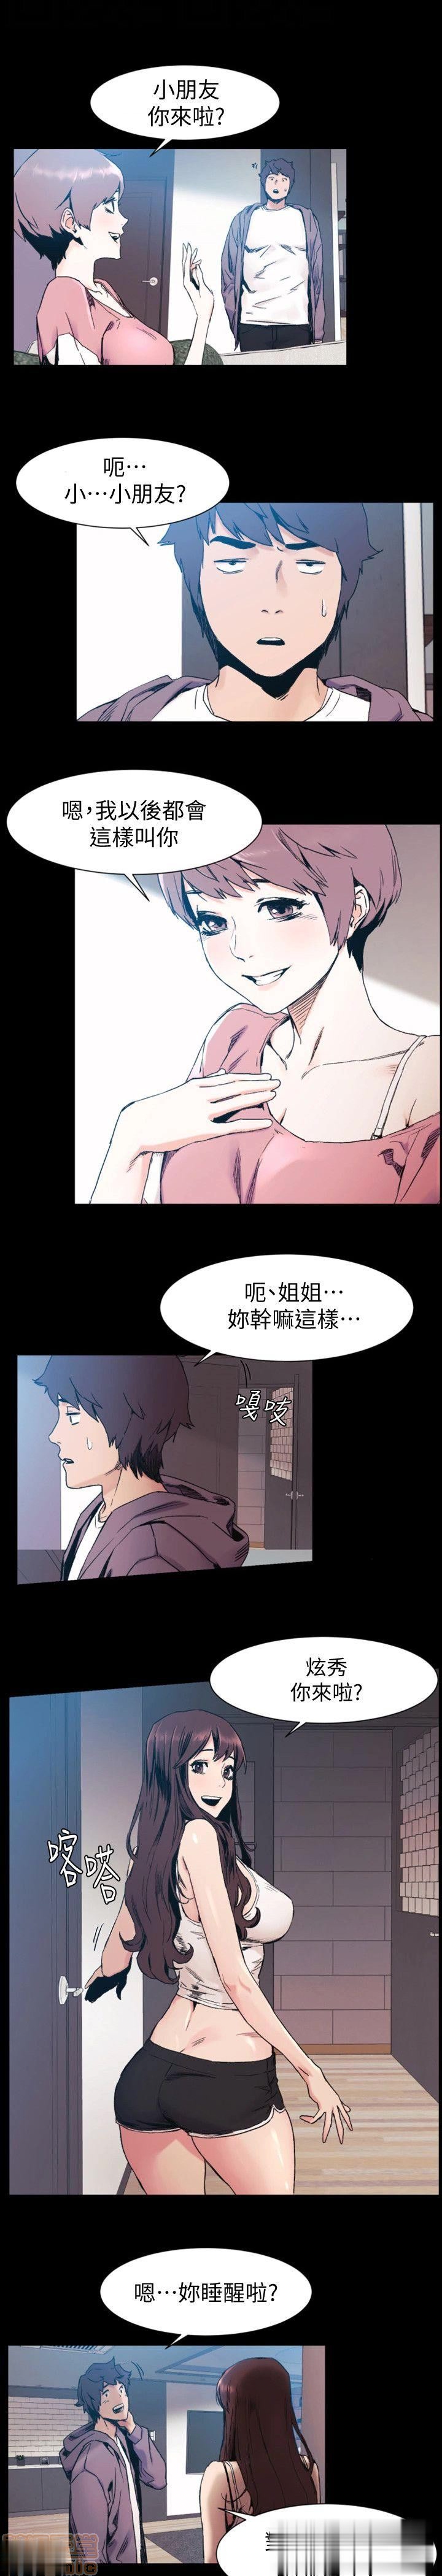 小朋友
你來啦?
呃…
小…小朋友?
嗯,我以後都會
這樣叫你
呃、姐姐…
妳幹嘛這樣…
嘎吱
炫秀
你來啦?
喀嗒
嗯…妳睡醒啦?